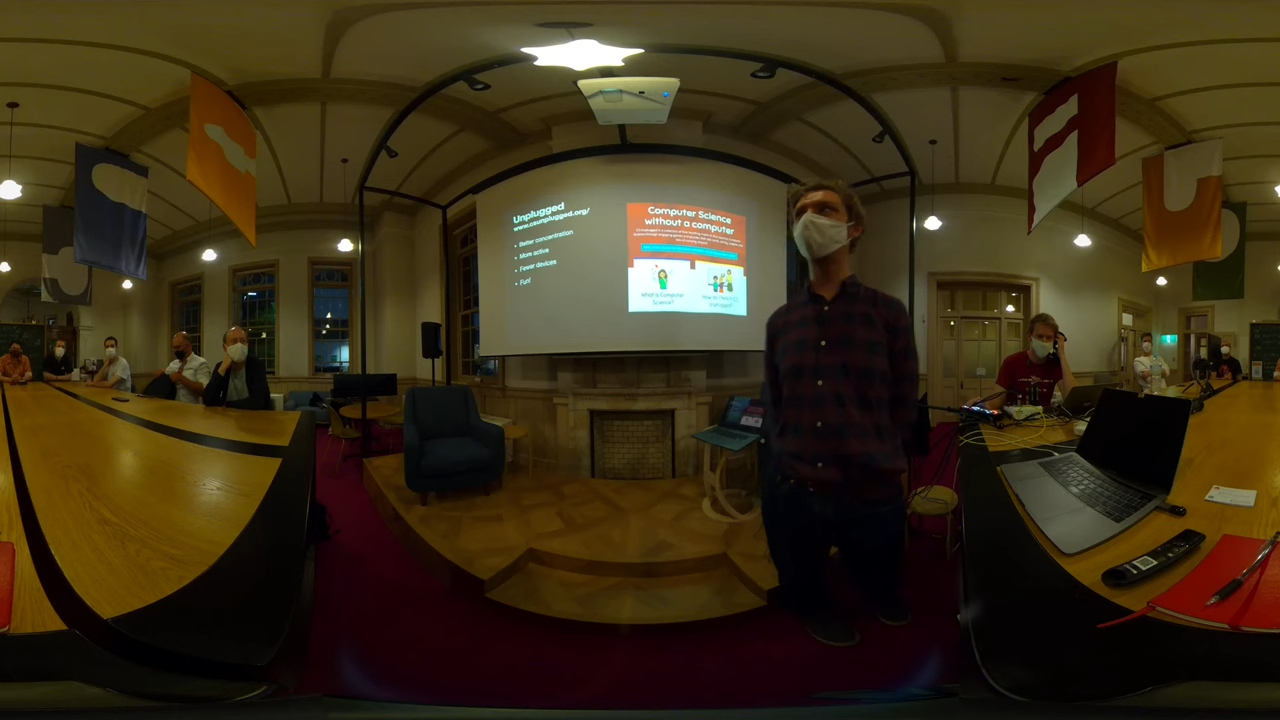 Unplugged
www.csunplugged.org/
• Better concentration
• More active
• Fewer devices
• Fun!
Computer Science
without a computer
What is Computer
Science?
How do I teach CS
Unplugged?